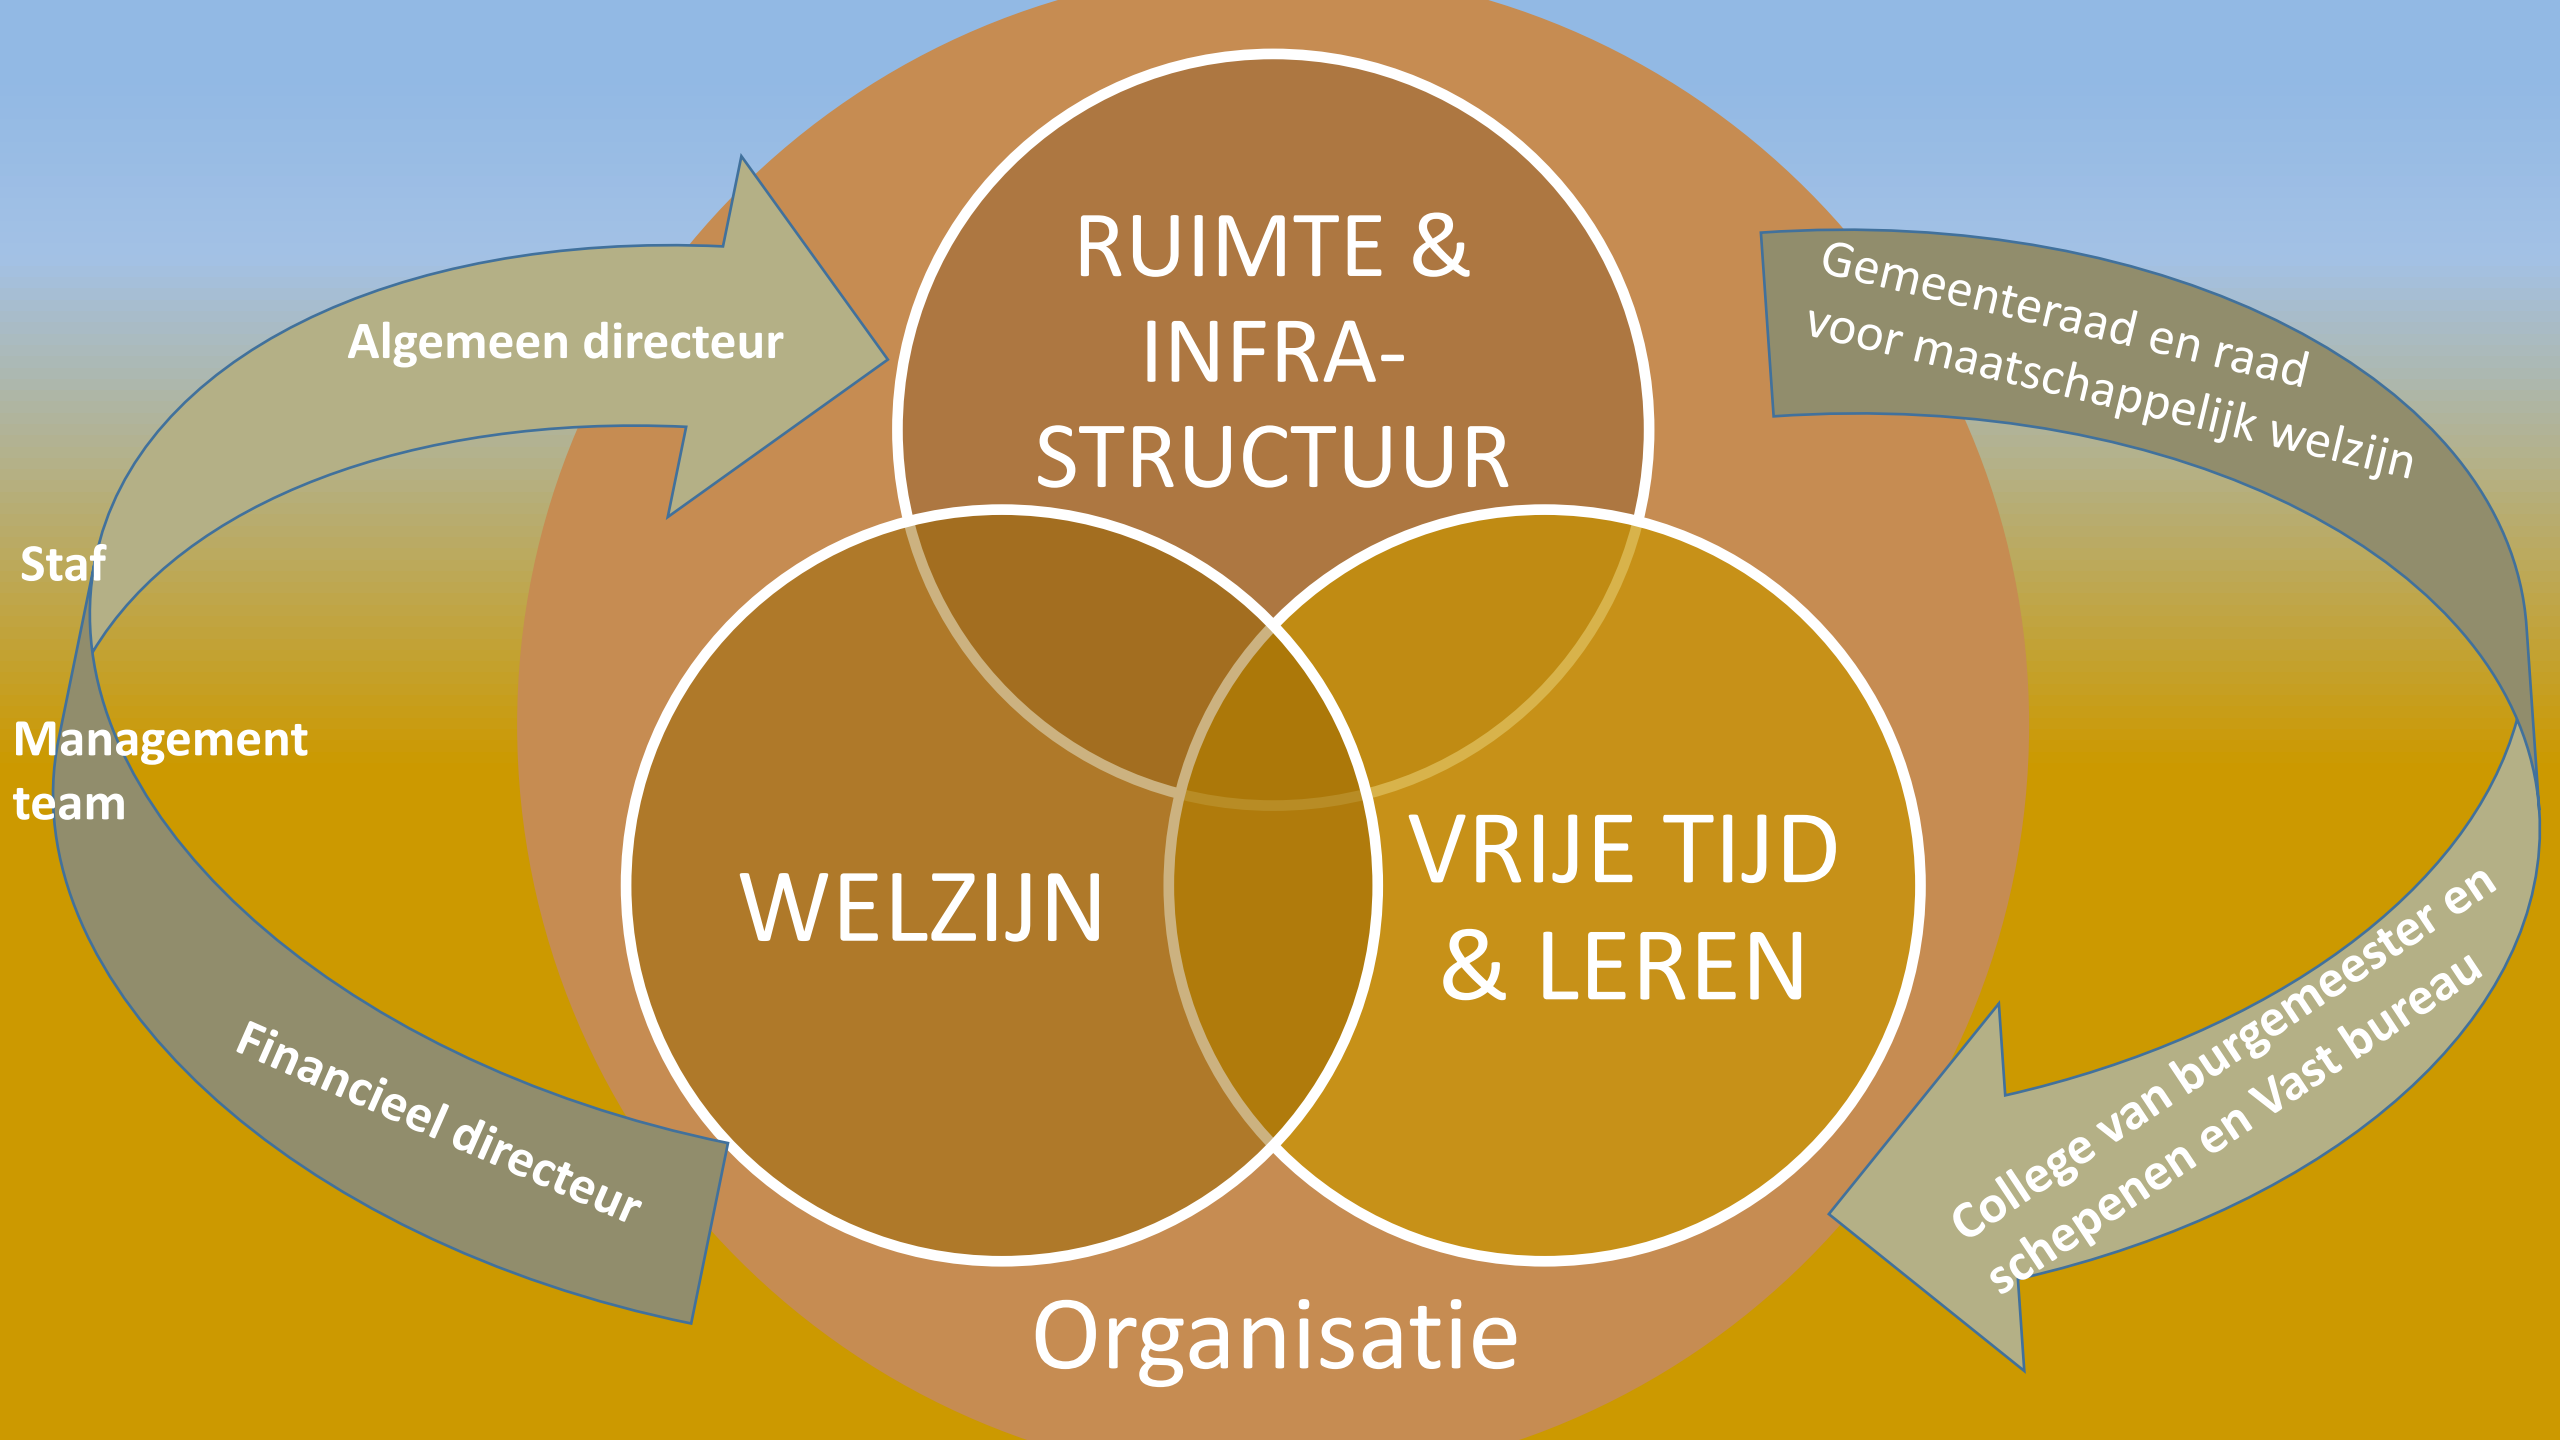 RUIMTE &
INFRA-
STRUCTUUR
Algemeen directeur
Gemeenteraad en raad
voor maatschappelijk welzijn
Staf
Management
team
WELZIJN
VRIJE TIJD
& LEREN
Financieel directeur
College van burgemeester en
schepenen en Vast bureau
Organisatie